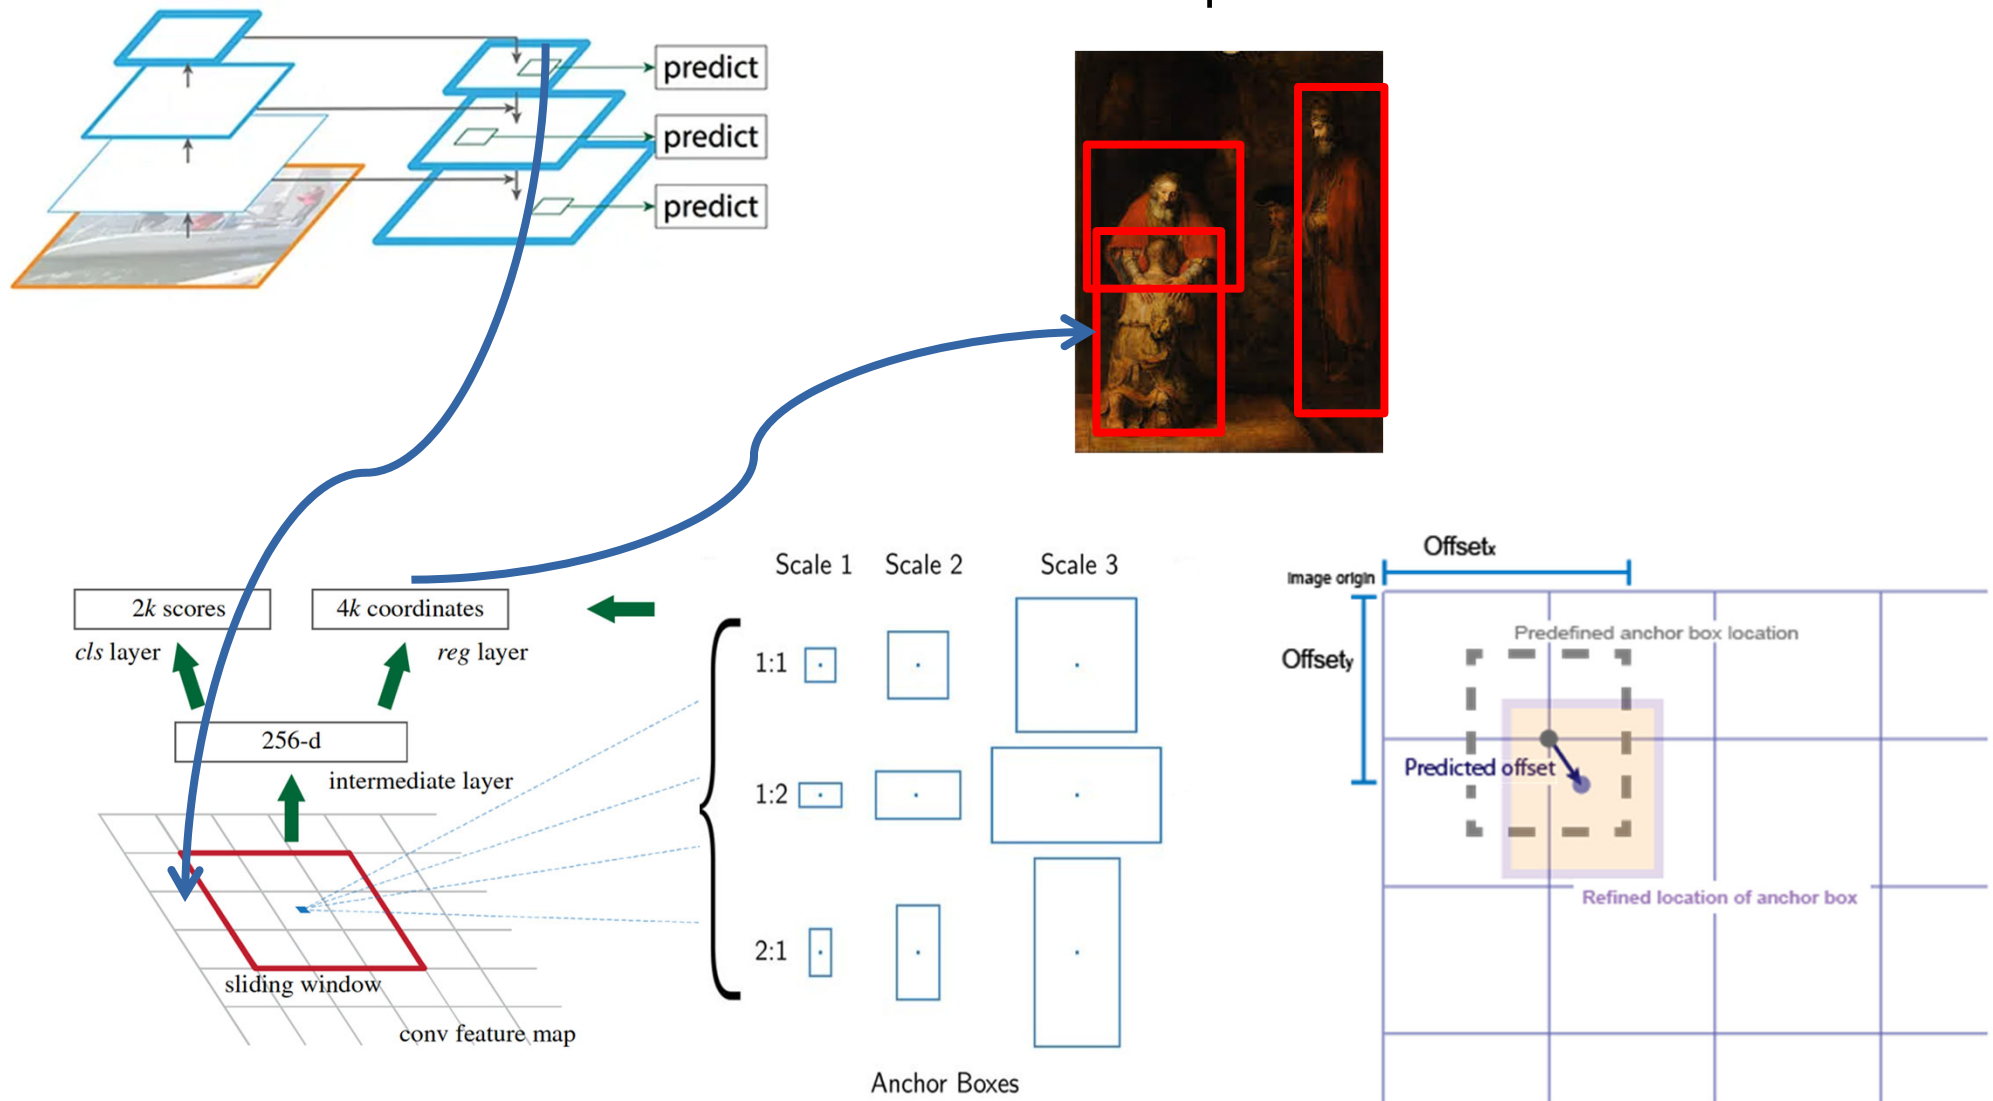 predict
predict
predict
2k scores
4k coordinates
cls layer
reg layer
256-d
intermediate layer
sliding window
conv feature map
Scale 1 Scale 2 Scale 3
1:1
1:2
2:1
Anchor Boxes
Offsetx
Image origin
Predefined anchor box location
Offsety
Predicted offset
Refined location of anchor box